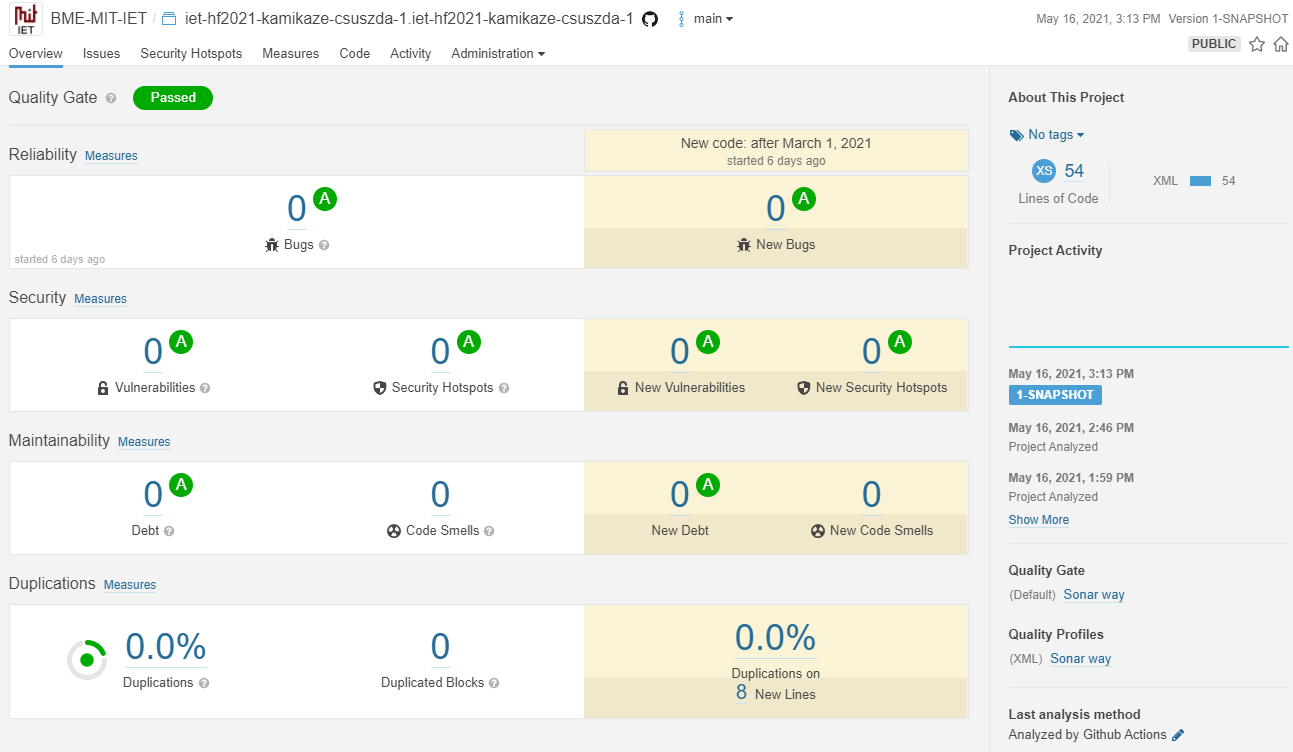 BME-MIT-IET / iet-hf2021-kamikaze-csuszda-1.iet-hf2021-kamikaze-csuszda-1 main May 16, 2021, 3:13 PM Version 1-SNAPSHOT
mit
IET
PUBLIC
Overview Issues Security Hotspots Measures Code Activity Administration
Quality Gate ? Passed
New code: after March 1, 2021
started 6 days ago
Reliability Measures
0 A
Bugs ?
started 6 days ago
0 A
New Bugs
Security Measures
0 A 0 A 0 A 0 A
Vulnerabilities ? Security Hotspots ? New Vulnerabilities New Security Hotspots
Maintainability Measures
0 A 0 0 A 0
Debt ? Code Smells ? New Debt New Code Smells
Duplications Measures
0.0% 0 0.0%
Duplications ? Duplicated Blocks ? Duplications on
8 New Lines
About This Project
No tags
XS 54
Lines of Code
XML 54
Project Activity
May 16, 2021, 3:13 PM
1-SNAPSHOT
May 16, 2021, 2:46 PM
Project Analyzed
May 16, 2021, 1:59 PM
Project Analyzed
Show More
Quality Gate
(Default) Sonar way
Quality Profiles
(XML) Sonar way
Last analysis method
Analyzed by Github Actions